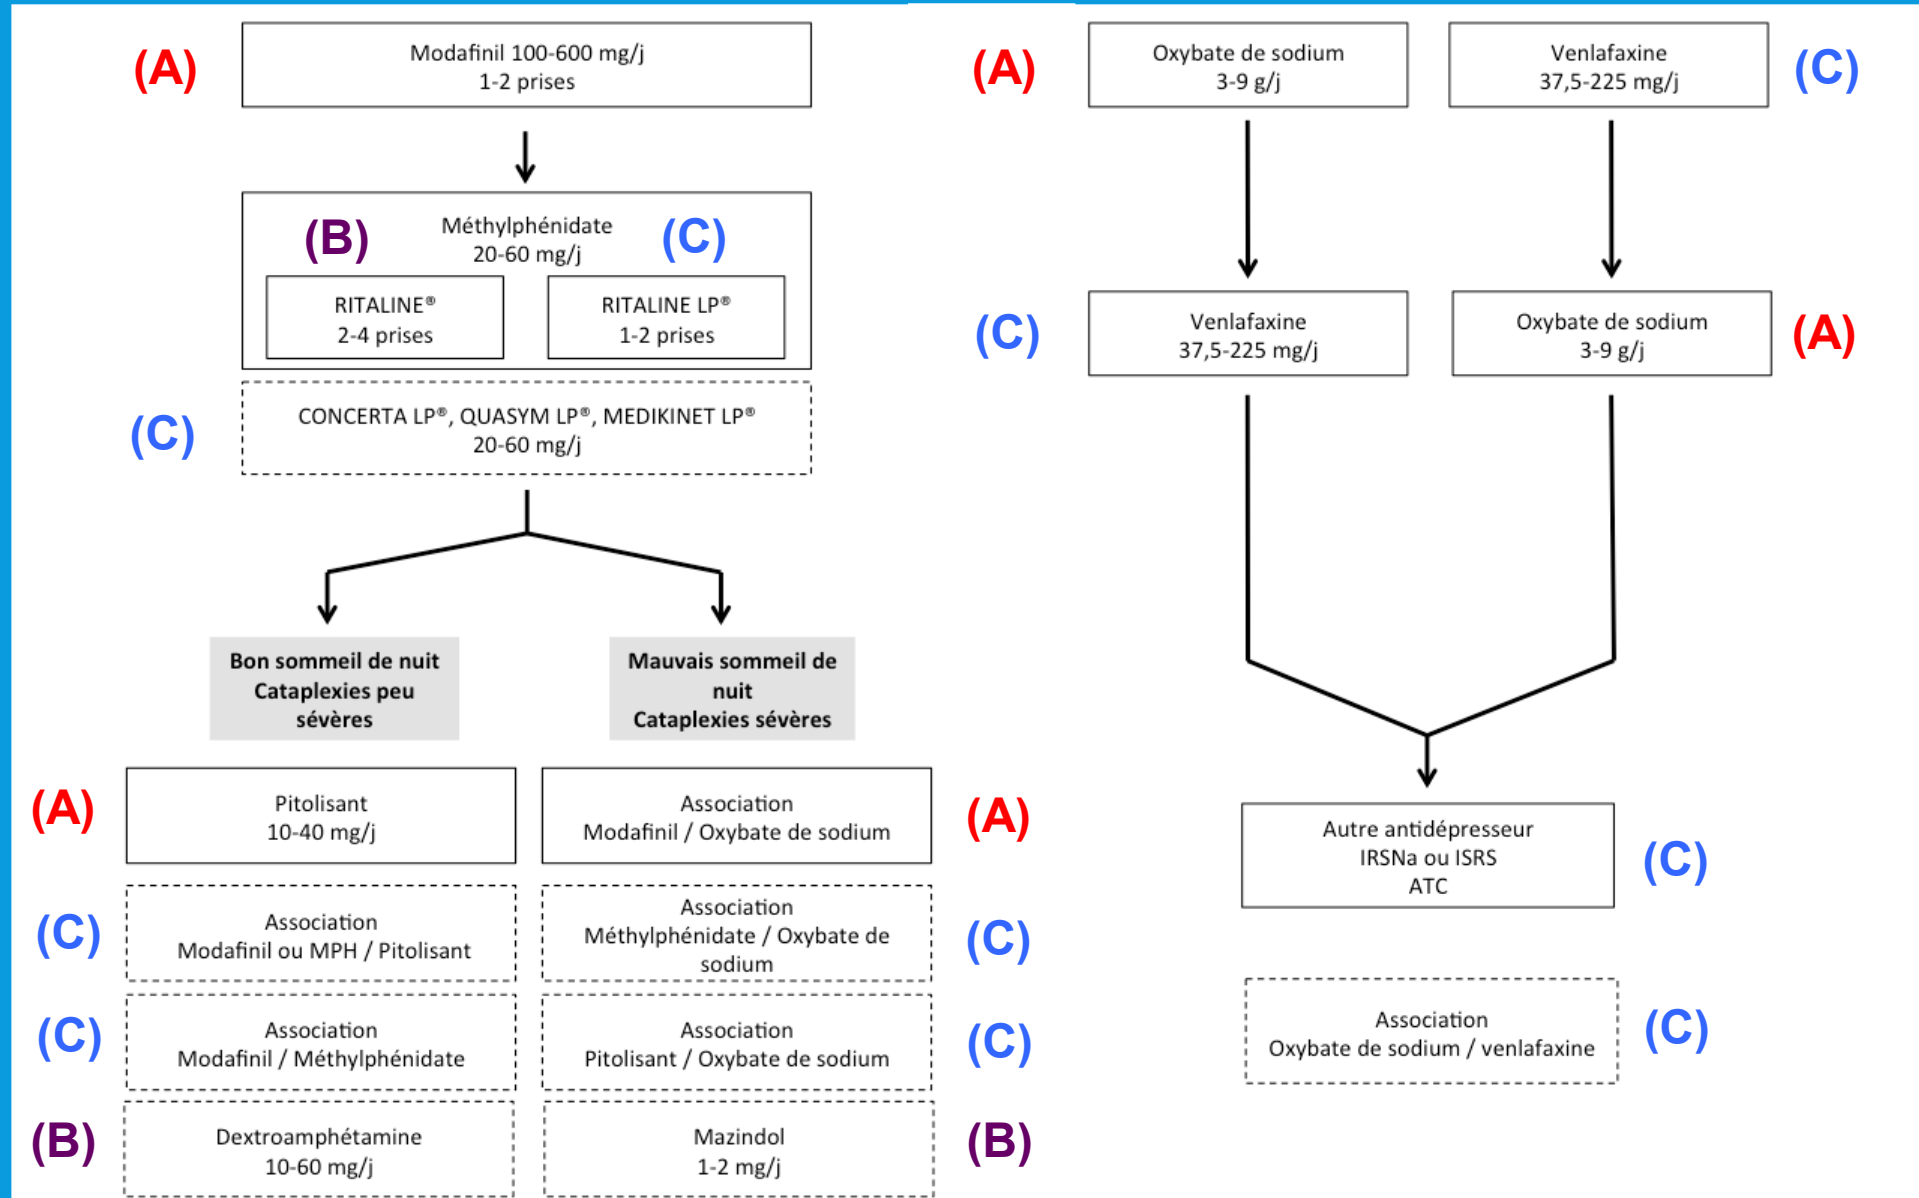 (A)
Modafinil 100-600 mg/j
1-2 prises
(B)
Méthylphénidate
20-60 mg/j
(C)
RITALINE®
2-4 prises
RITALINE LP®
1-2 prises
(C)
CONCERTA LP®, QUASYM LP®, MEDIKINET LP®
20-60 mg/j
Bon sommeil de nuit
Cataplexies peu
sévères
Mauvais sommeil de
nuit
Cataplexies sévères
(A)
Pitolisant
10-40 mg/j
Association
Modafinil / Oxybate de sodium
(A)
(C)
Association
Modafinil ou MPH / Pitolisant
Association
Méthylphénidate / Oxybate de
sodium
(C)
(C)
Association
Modafinil / Méthylphénidate
Association
Pitolisant / Oxybate de sodium
(C)
(B)
Dextroamphétamine
10-60 mg/j
Mazindol
1-2 mg/j
(B)
(A)
Oxybate de sodium
3-9 g/j
Venlafaxine
37,5-225 mg/j
(C)
(C)
Venlafaxine
37,5-225 mg/j
Oxybate de sodium
3-9 g/j
(A)
Autre antidépresseur
IRSNa ou ISRS
ATC
(C)
Association
Oxybate de sodium / venlafaxine
(C)